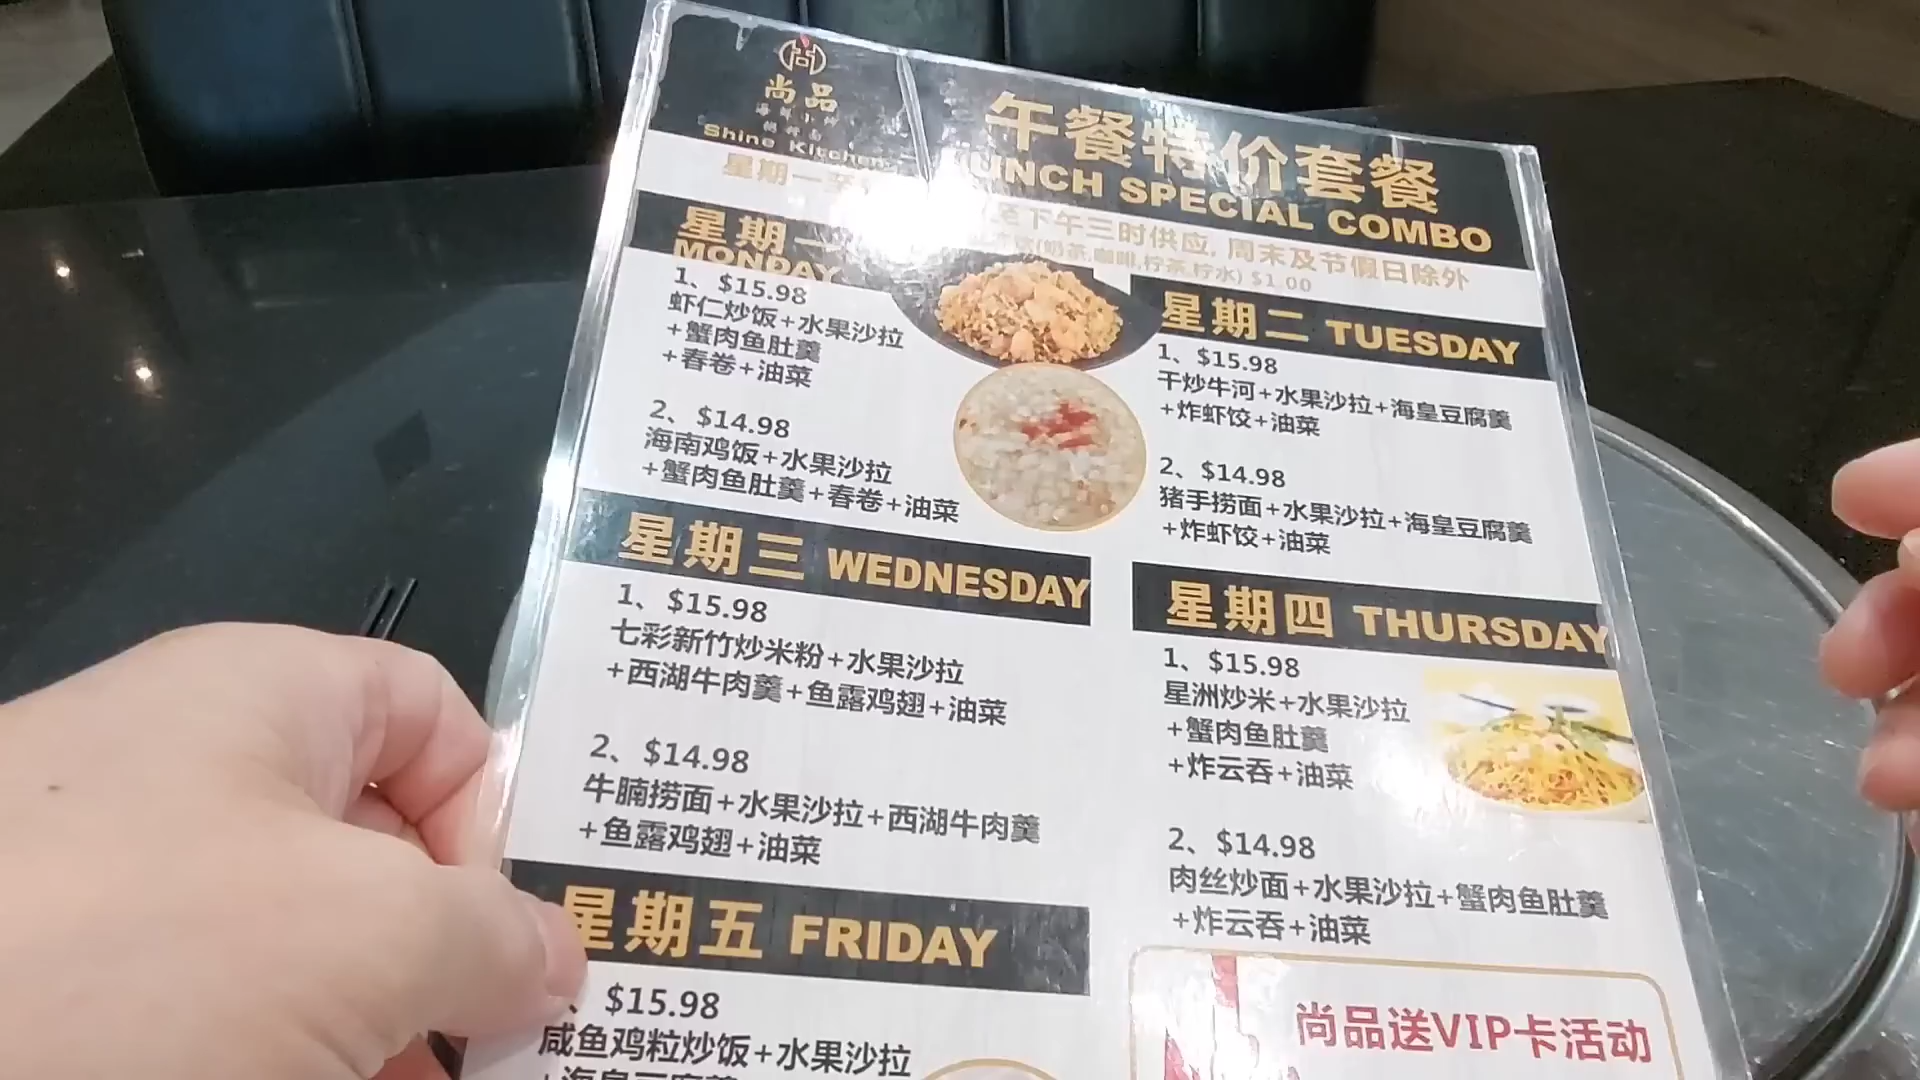 尚品
Shine Kitchen
午餐特价套餐
LUNCH SPECIAL COMBO
星期一至
至下午三时供应, 周末及节假日除外
(奶茶,咖啡,柠茶,柠水) $1.00
星期一
MONDAY
1、$15.98
虾仁炒饭+水果沙拉
+蟹肉鱼肚羹
+春卷+油菜
2、$14.98
海南鸡饭+水果沙拉
+蟹肉鱼肚羹+春卷+油菜
星期二 TUESDAY
1、$15.98
干炒牛河+水果沙拉+海皇豆腐羹
+炸虾饺+油菜
2、$14.98
猪手捞面+水果沙拉+海皇豆腐羹
+炸虾饺+油菜
星期三 WEDNESDAY
1、$15.98
七彩新竹炒米粉+水果沙拉
+西湖牛肉羹+鱼露鸡翅+油菜
2、$14.98
牛腩捞面+水果沙拉+西湖牛肉羹
+鱼露鸡翅+油菜
星期四 THURSDAY
1、$15.98
星洲炒米+水果沙拉
+蟹肉鱼肚羹
+炸云吞+油菜
2、$14.98
肉丝炒面+水果沙拉+蟹肉鱼肚羹
+炸云吞+油菜
星期五 FRIDAY
、$15.98
咸鱼鸡粒炒饭+水果沙拉
尚品送VIP卡活动